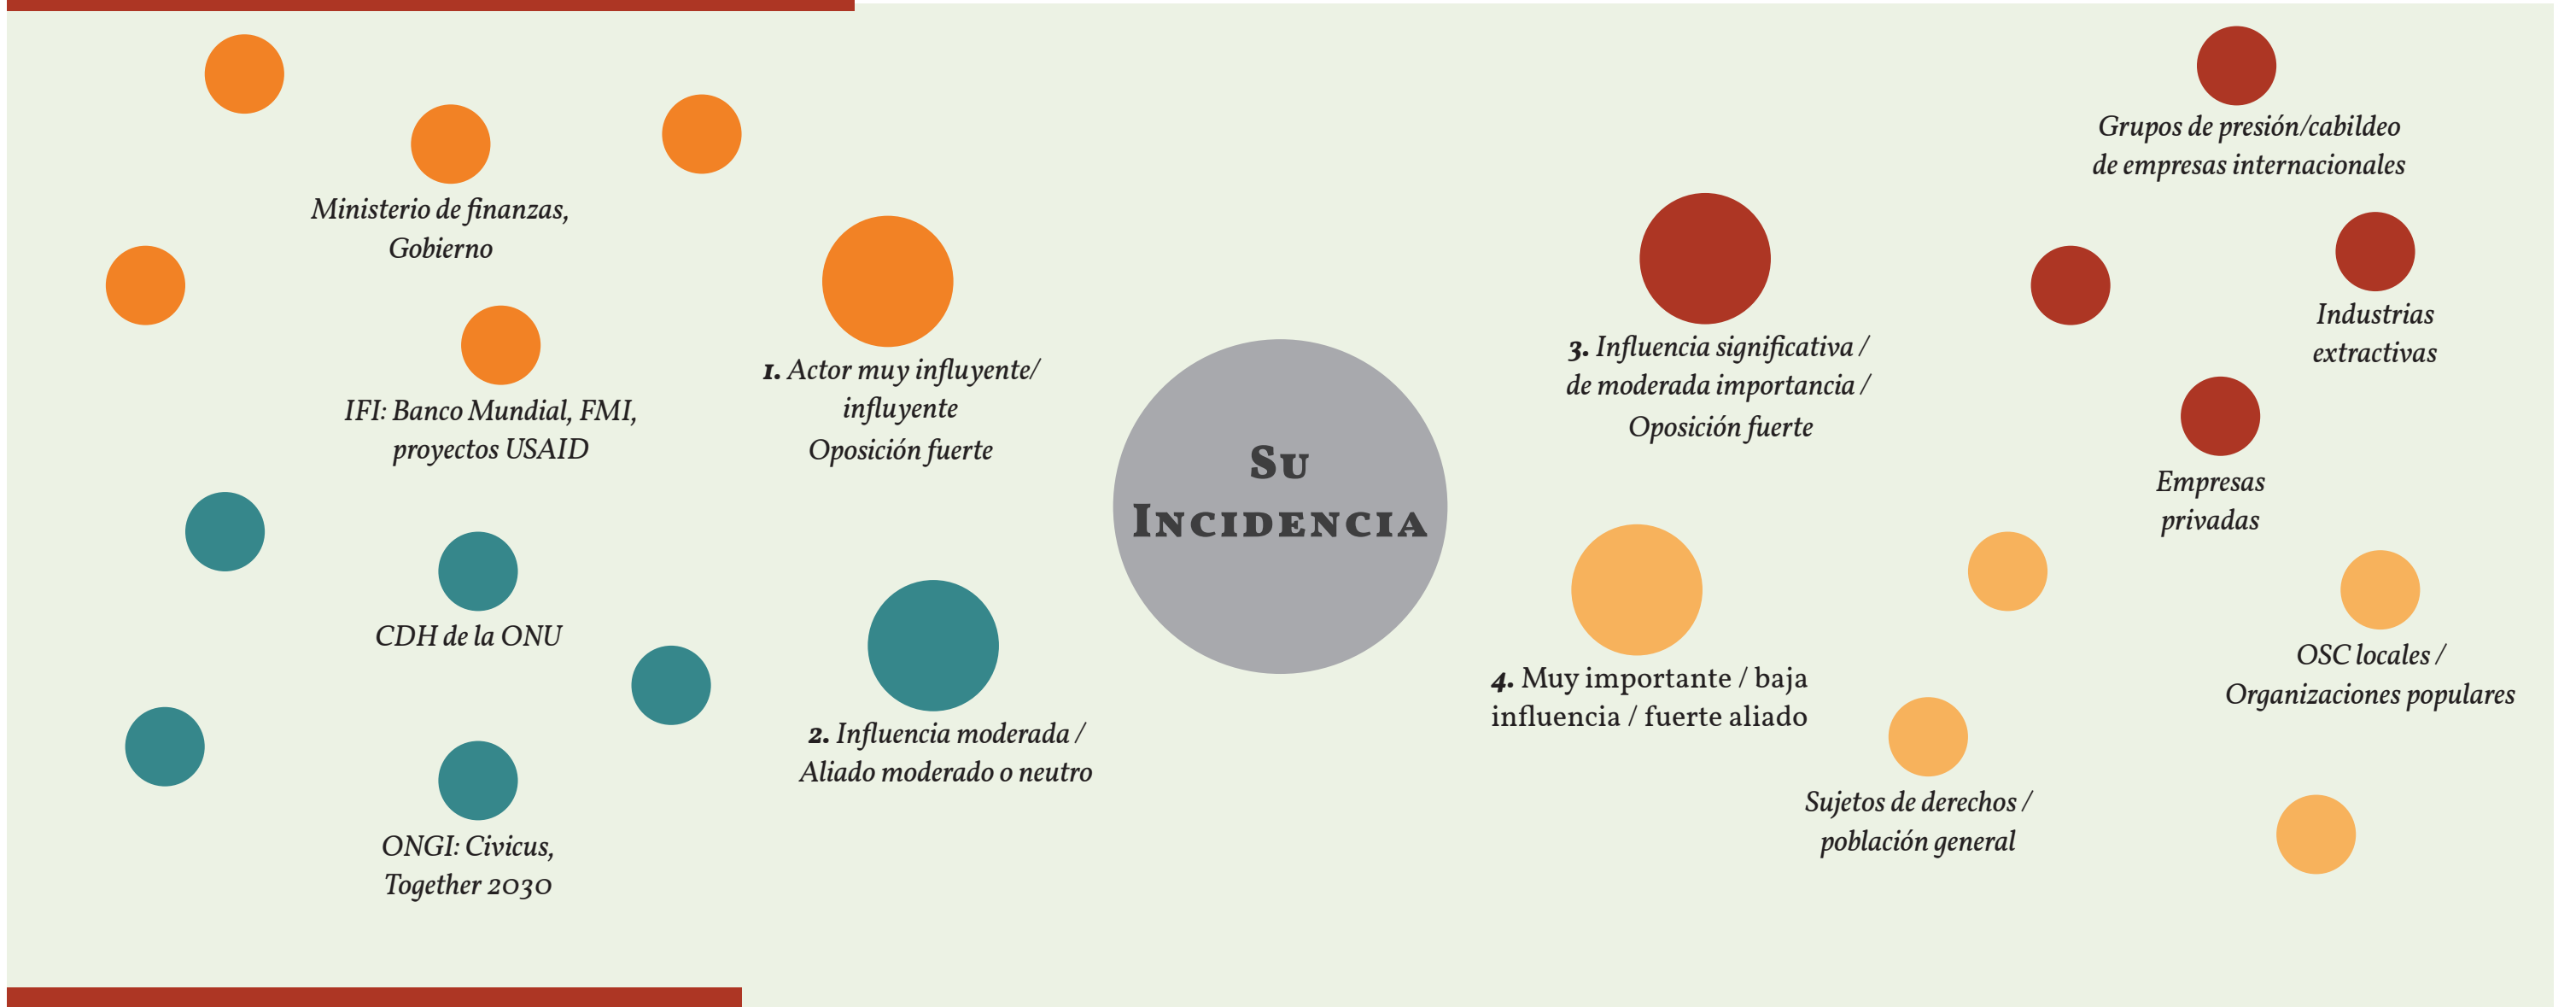 Ministerio de finanzas,
Gobierno
IFI: Banco Mundial, FMI,
proyectos USAID
1. Actor muy influyente/
influyente
Oposición fuerte
CDH de la ONU
ONGI: Civicus,
Together 2030
2. Influencia moderada /
Aliado moderado o neutro
Su
Incidencia
3. Influencia significativa /
de moderada importancia /
Oposición fuerte
Grupos de presión/cabildeo
de empresas internacionales
Industrias
extractivas
Empresas
privadas
4. Muy importante / baja
influencia / fuerte aliado
OSC locales /
Organizaciones populares
Sujetos de derechos /
población general